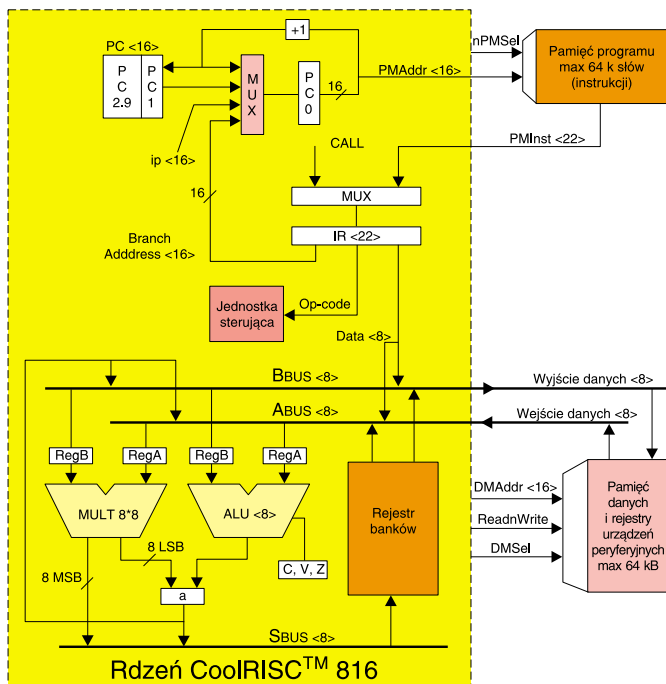 +1
nPMSel
PC <16>
PMAddr <16>
Pamięć programu
max 64 k słów
(instrukcji)
P
C
2.9
P
C
1
M
U
X
P
C
0
16
ip <16>
CALL
PMInst <22>
16
MUX
IR <22>
Branch
Adddress <16>
Jednostka
sterująca
Op-code
Data <8>
BBUS <8>
Wyjście danych <8>
ABUS <8>
Wejście danych <8>
RegB
RegA
RegB
RegA
MULT 8*8
ALU <8>
Rejestr
banków
DMAddr <16>
ReadnWrite
DMSel
Pamięć
danych
i rejestry
urządzeń
peryferyjnych
max 64 kB
8 LSB
8 MSB
C, V, Z
a
SBUS <8>
Rdzeń CoolRISC™ 816